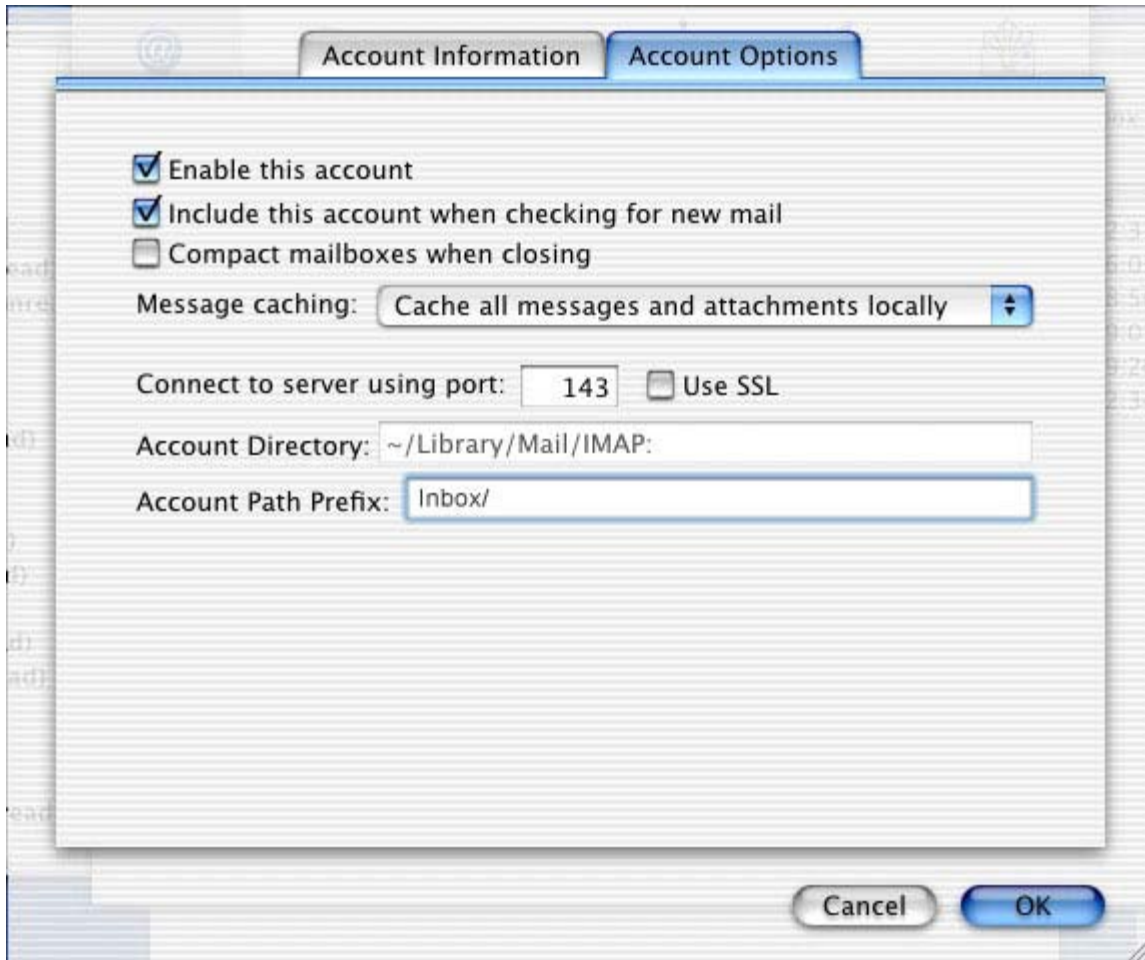 Account Information
Account Options
Enable this account
Include this account when checking for new mail
Compact mailboxes when closing
Message caching: Cache all messages and attachments locally
Connect to server using port: 143 Use SSL
Account Directory: ~/Library/Mail/IMAP:
Account Path Prefix: Inbox/
Cancel OK